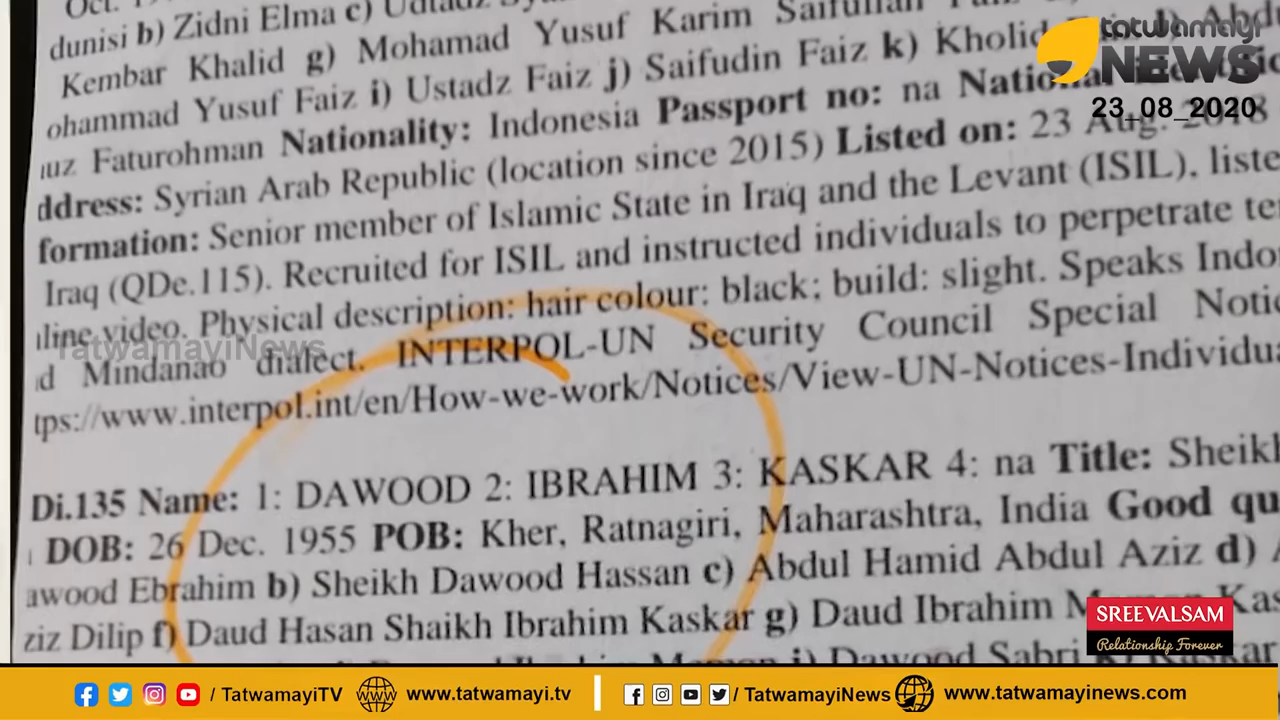 Oct.
dunisi b) Zidni Elma c)
Kembar Khalid g) Mohamad Yusuf Karim Saifullah
ohammad Yusuf Faiz i) Ustadz Faiz j) Saifudin Faiz k) Kholid
Faturohman Nationality: Indonesia Passport no: na
ddress: Syrian Arab Republic (location since 2015) Listed on: 23 Aug. 2018
formation: Senior member of Islamic State in Iraq and the Levant (ISIL), liste
Iraq (QDe.115). Recruited for ISIL and instructed individuals to perpetrate te
line video. Physical description: hair colour: black; build: slight. Speaks Indo
d Mindanao dialect. INTERPOL-UN Security Council Special Notic
tps://www.interpol.int/en/How-we-work/Notices/View-UN-Notices-Individua
Di.135 Name: 1: DAWOOD 2: IBRAHIM 3: KASKAR 4: na Title: Sheikh
DOB: 26 Dec. 1955 POB: Kher, Ratnagiri, Maharashtra, India Good qu
awood Ebrahim b) Sheikh Dawood Hassan c) Abdul Hamid Abdul Aziz d)
ziz Dilip f) Daud Hasan Shaikh Ibrahim Kaskar g) Daud Ibrahim Kas
Dawood Sabri
tatwamayi
NEWS
23_08_2020
TatwamayiNews
SREEVALSAM
Relationship Forever
/ TatwamayiTV www.tatwamayi.tv / TatwamayiNews www.tatwamayinews.com